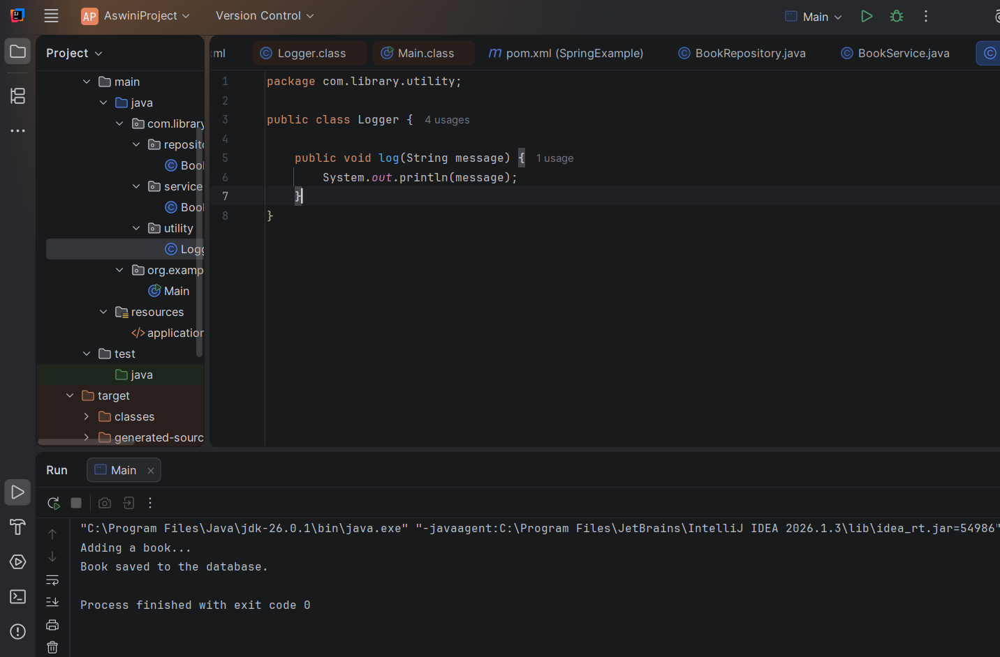 AP AswiniProject Version Control Main
Project
ml Logger.class Main.class m pom.xml (SpringExample) BookRepository.java BookService.java
main
java
com.library
reposito
Boo
service
Boo
utility
Logg
org.examp
Main
resources
application
test
java
target
classes
generated-sourc
1 package com.library.utility;
2
3 public class Logger { 4 usages
4
5 public void log(String message) { 1 usage
6 System.out.println(message);
7 }
8 }
Run Main
"C:\Program Files\Java\jdk-26.0.1\bin\java.exe" "-javaagent:C:\Program Files\JetBrains\IntelliJ IDEA 2026.1.3\lib\idea_rt.jar=54986"
Adding a book...
Book saved to the database.
Process finished with exit code 0